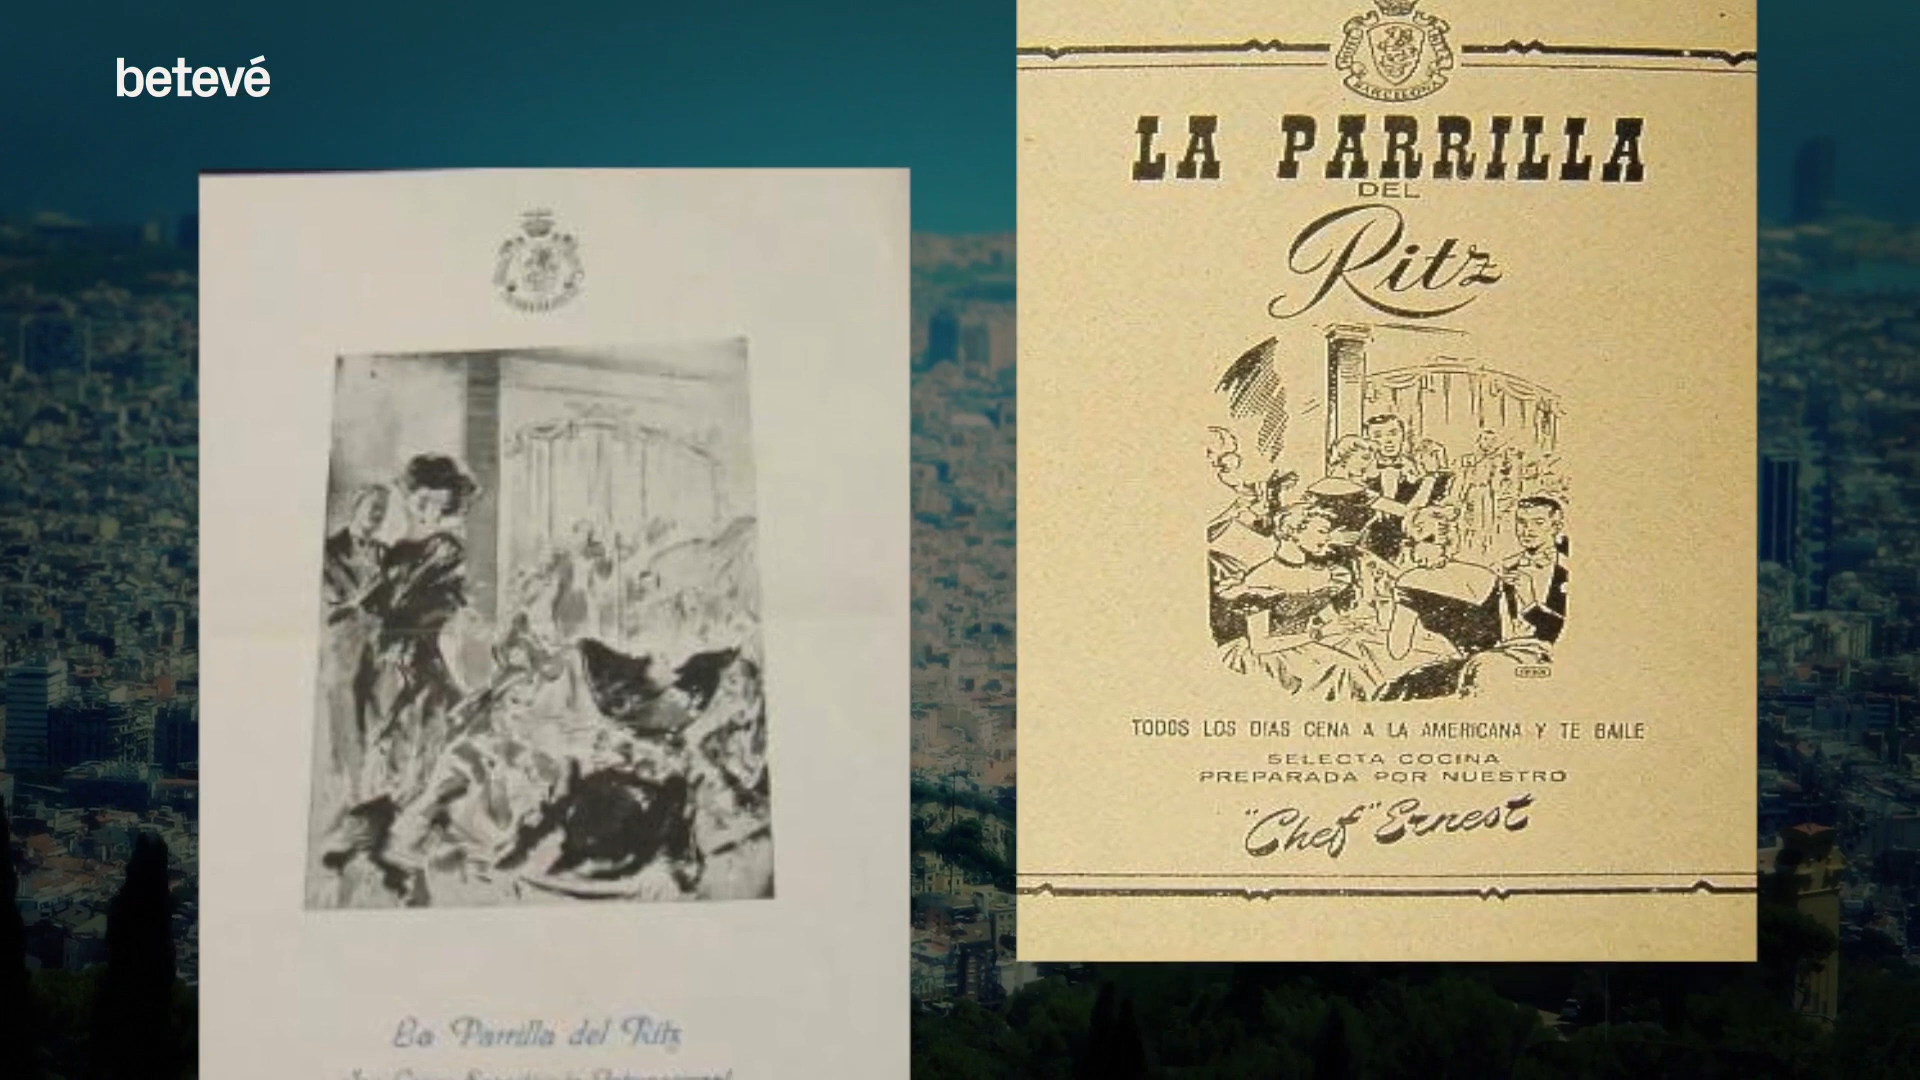 betevé
La Parrilla del Ritz
BARCELONA
LA PARRILLA
DEL
Ritz
TODOS LOS DIAS CENA A LA AMERICANA Y TE BAILE
SELECTA COCINA
PREPARADA POR NUESTRO
"Chef" Ernest